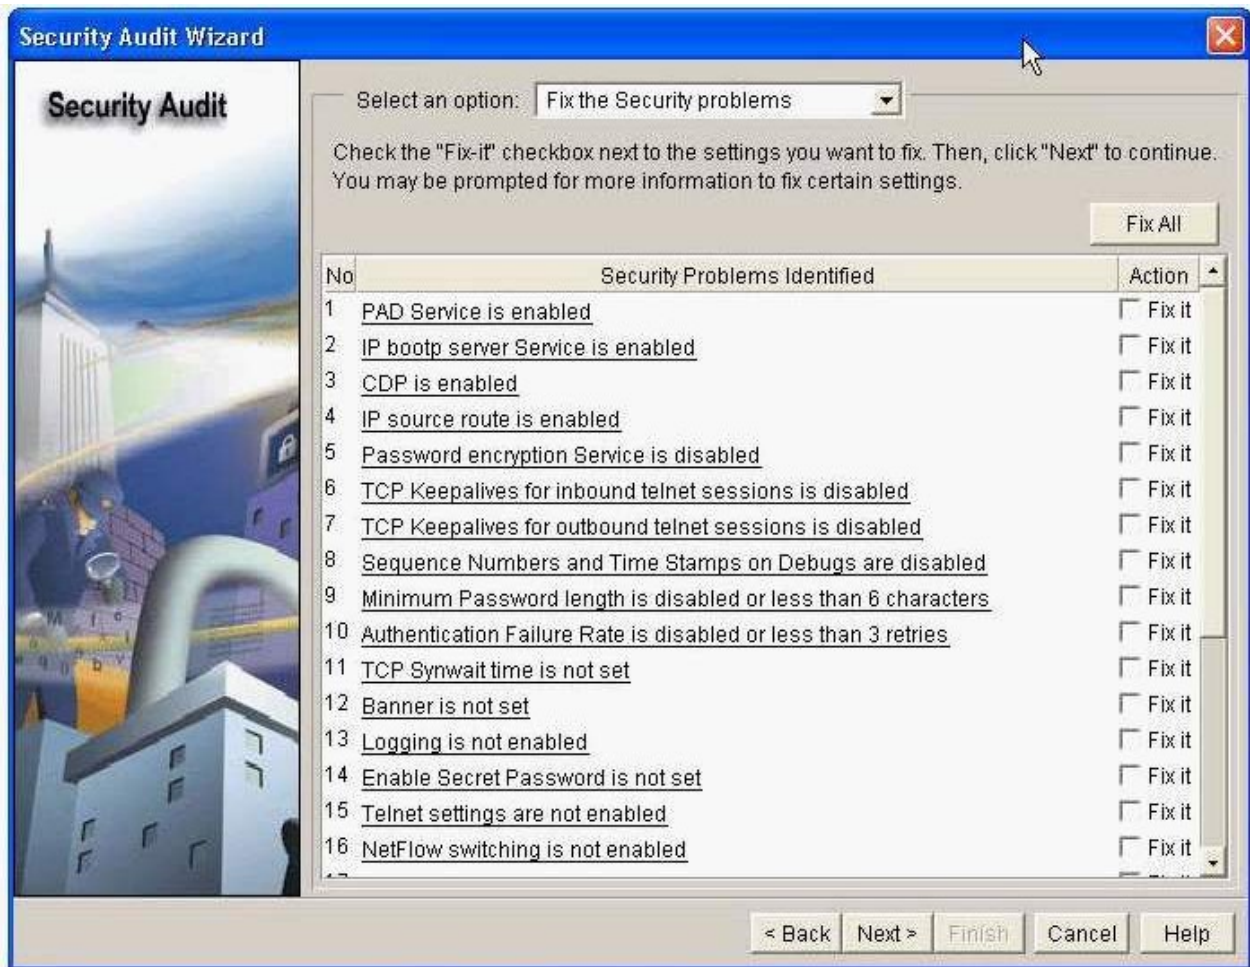 Security Audit Wizard
Security Audit
Select an option: Fix the Security problems
Check the "Fix-it" checkbox next to the settings you want to fix. Then, click "Next" to continue.
You may be prompted for more information to fix certain settings.
Fix All
No Security Problems Identified Action
1 PAD Service is enabled Fix it
2 IP bootp server Service is enabled Fix it
3 CDP is enabled Fix it
4 IP source route is enabled Fix it
5 Password encryption Service is disabled Fix it
6 TCP Keepalives for inbound telnet sessions is disabled Fix it
7 TCP Keepalives for outbound telnet sessions is disabled Fix it
8 Sequence Numbers and Time Stamps on Debugs are disabled Fix it
9 Minimum Password length is disabled or less than 6 characters Fix it
10 Authentication Failure Rate is disabled or less than 3 retries Fix it
11 TCP Synwait time is not set Fix it
12 Banner is not set Fix it
13 Logging is not enabled Fix it
14 Enable Secret Password is not set Fix it
15 Telnet settings are not enabled Fix it
16 NetFlow switching is not enabled Fix it
< Back Next > Finish Cancel Help